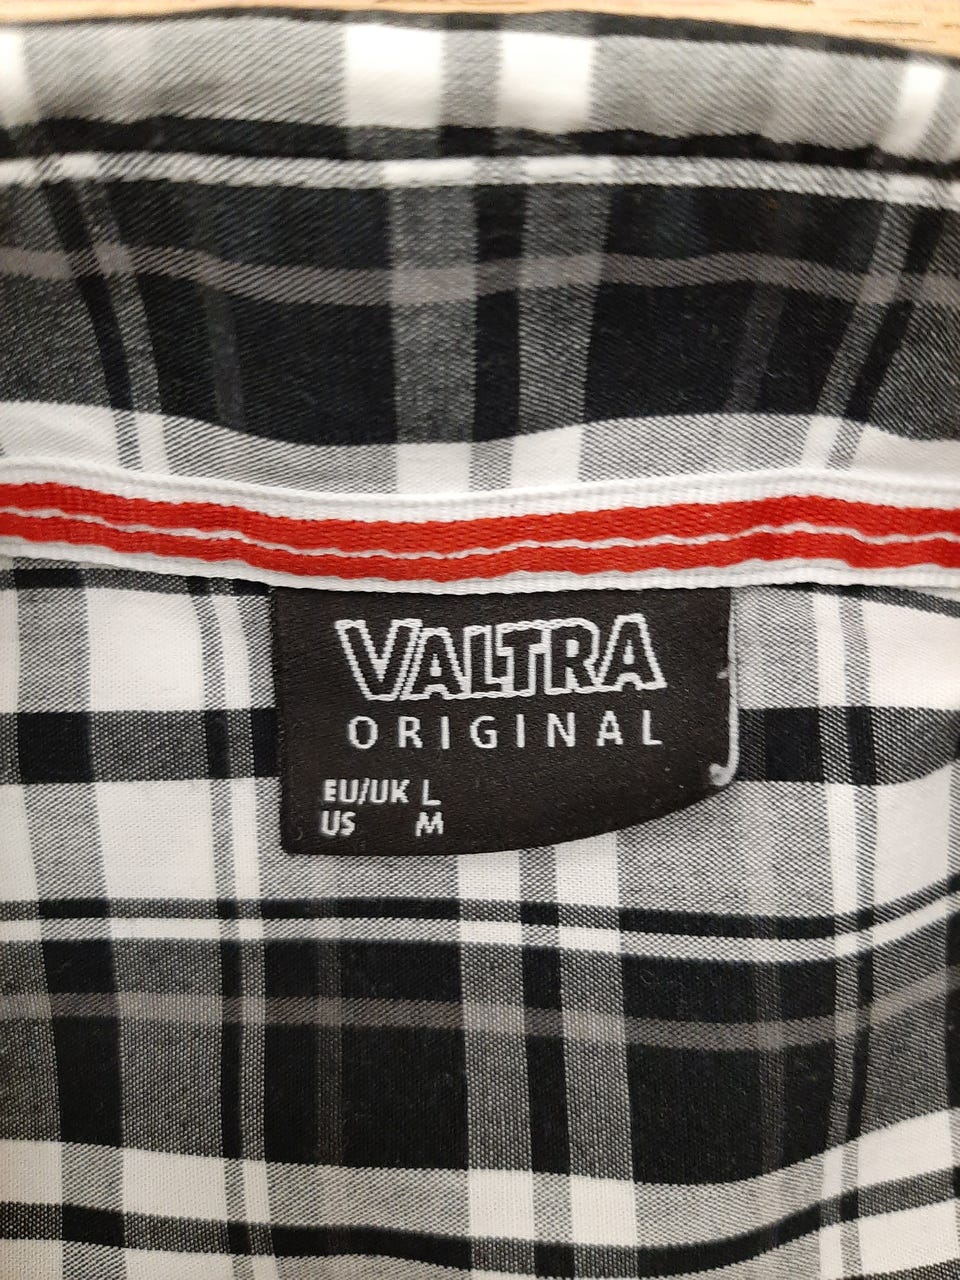 VALTRA
ORIGINAL
EU/UK L
US M